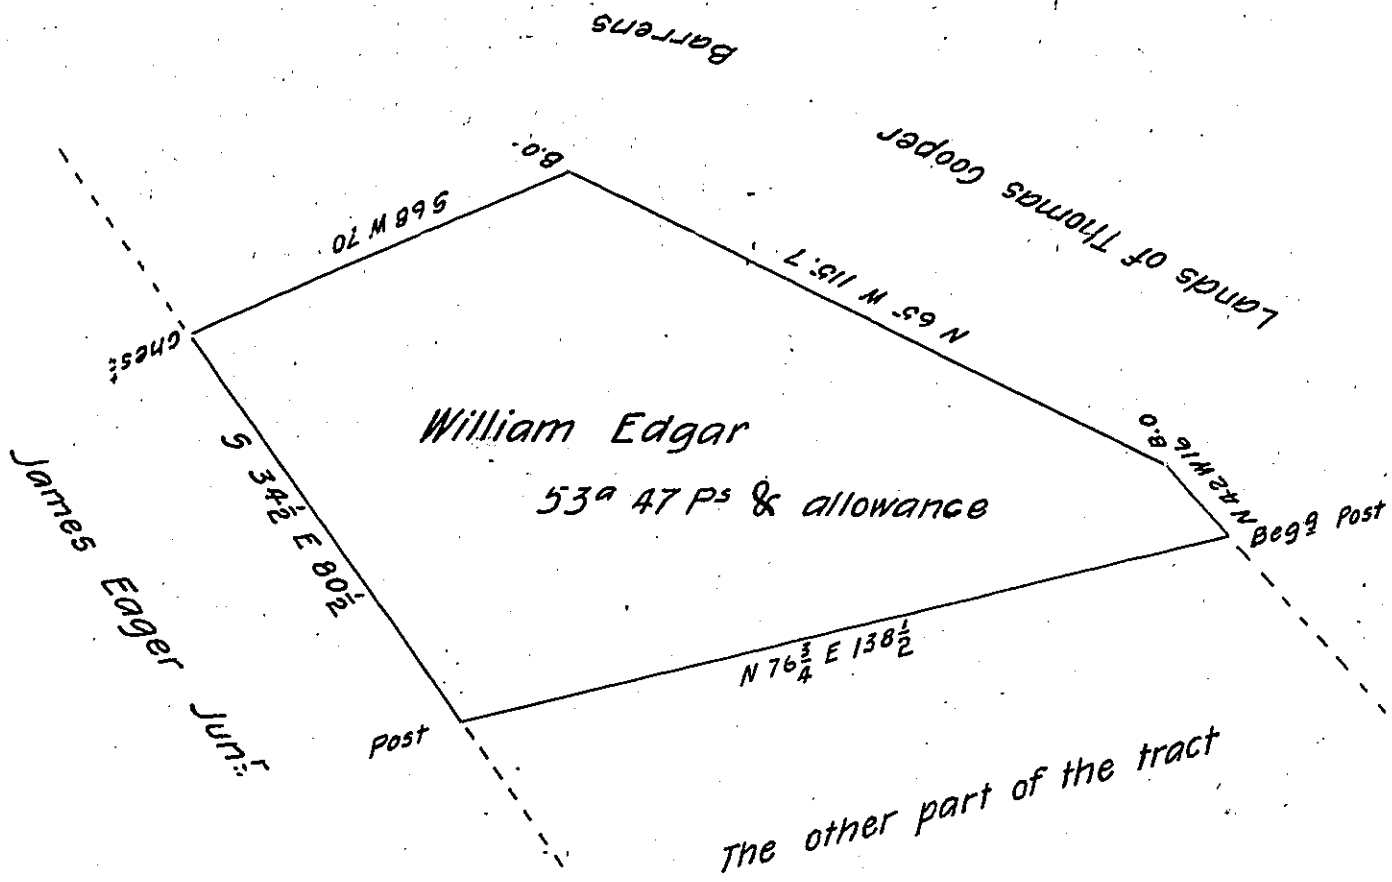 Barrens
Lands of Thomas Cooper
B.O.
S 68 W 70
N 65 W 115.7
B.O
N 42 W 16
Begg Post
Chest
William Edgar
53a 47 Ps & allowance
S 34½ E 80½
James Eager Junr
N 76¾ E 138½
Post
The other part of the tract